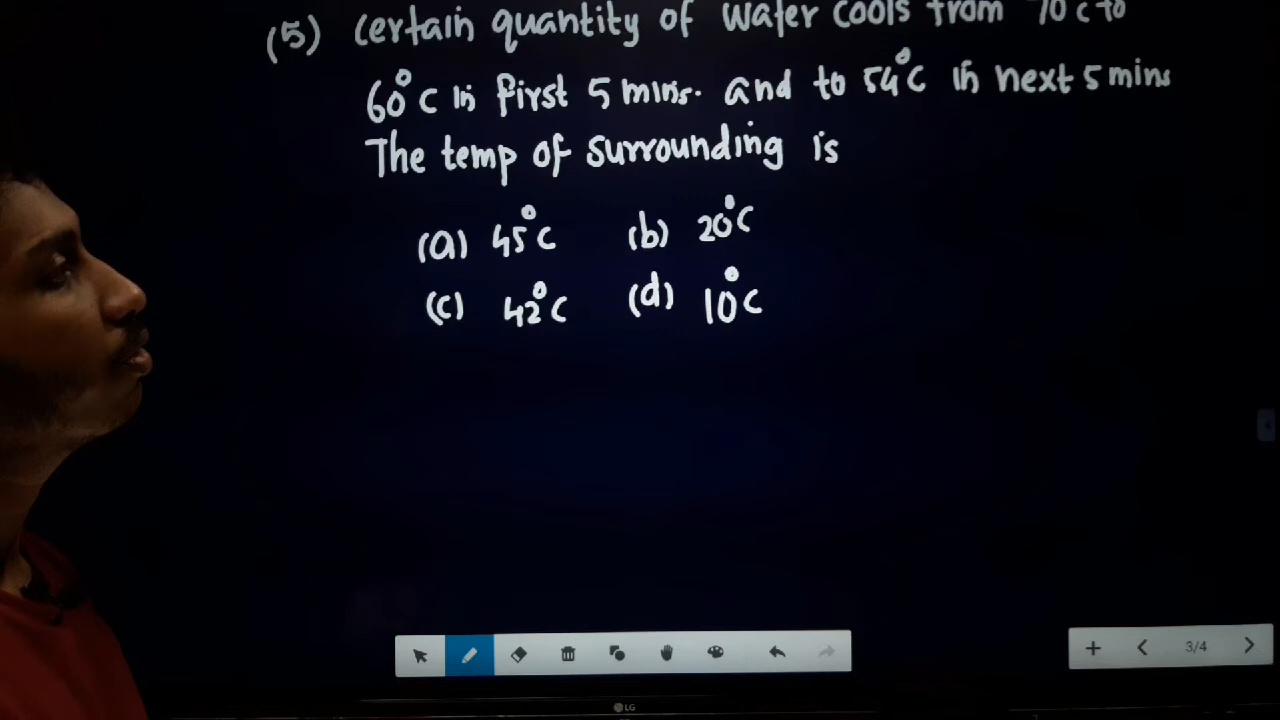 (5) certain quantity of water cools from 70°c to
60°c in first 5 mins. and to 54°c in next 5 mins
The temp of surrounding is
(a) 45°c (b) 20°c
(c) 42°c (d) 10°c
3/4
LG